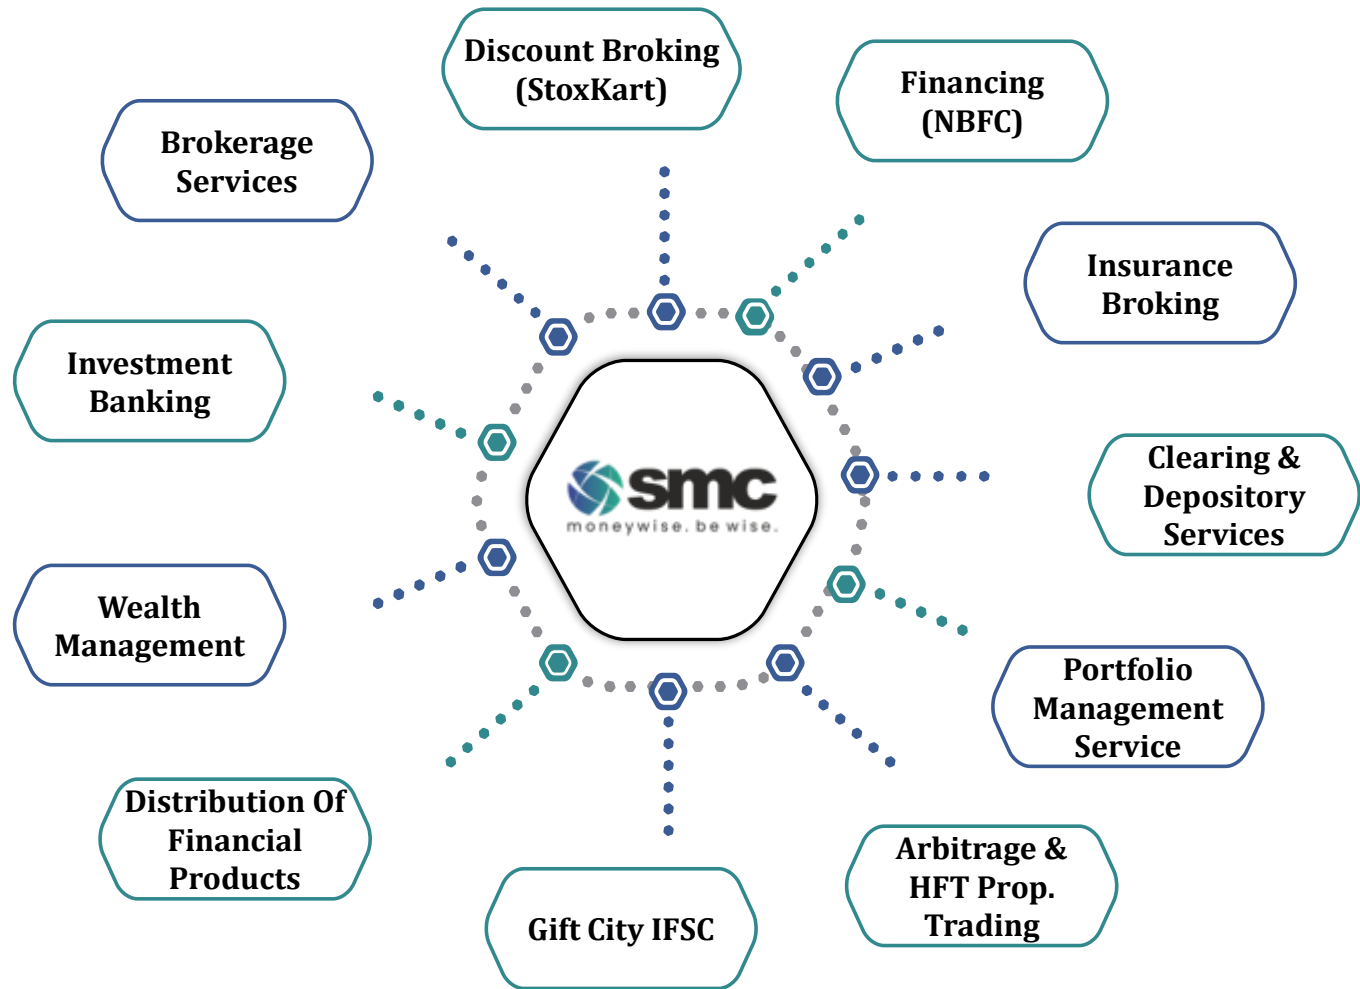 Discount Broking
(StoxKart)
Financing
(NBFC)
Brokerage
Services
Insurance
Broking
Investment
Banking
Clearing &
Depository
Services
smc
moneywise. be wise.
Wealth
Management
Portfolio
Management
Service
Distribution Of
Financial
Products
Arbitrage &
HFT Prop.
Trading
Gift City IFSC